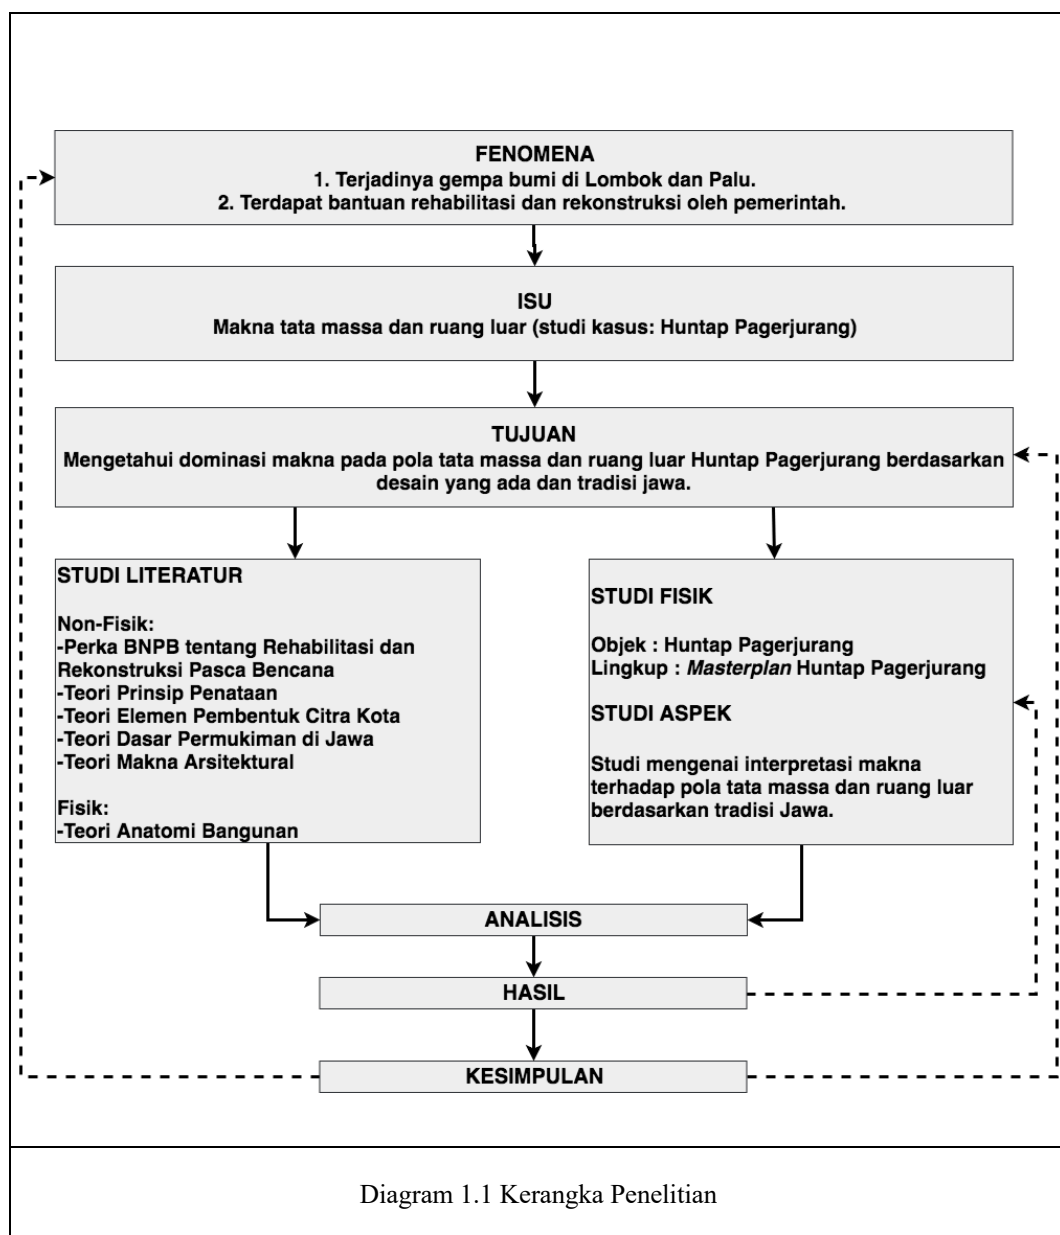 FENOMENA
1. Terjadinya gempa bumi di Lombok dan Palu.
2. Terdapat bantuan rehabilitasi dan rekonstruksi oleh pemerintah.
ISU
Makna tata massa dan ruang luar (studi kasus: Huntap Pagerjurang)
TUJUAN
Mengetahui dominasi makna pada pola tata massa dan ruang luar Huntap Pagerjurang berdasarkan
desain yang ada dan tradisi jawa.
STUDI LITERATUR
Non-Fisik:
-Perka BNPB tentang Rehabilitasi dan
Rekonstruksi Pasca Bencana
-Teori Prinsip Penataan
-Teori Elemen Pembentuk Citra Kota
-Teori Dasar Permukiman di Jawa
-Teori Makna Arsitektural
Fisik:
-Teori Anatomi Bangunan
STUDI FISIK
Objek : Huntap Pagerjurang
Lingkup : Masterplan Huntap Pagerjurang
STUDI ASPEK
Studi mengenai interpretasi makna
terhadap pola tata massa dan ruang luar
berdasarkan tradisi Jawa.
ANALISIS
HASIL
KESIMPULAN
Diagram 1.1 Kerangka Penelitian